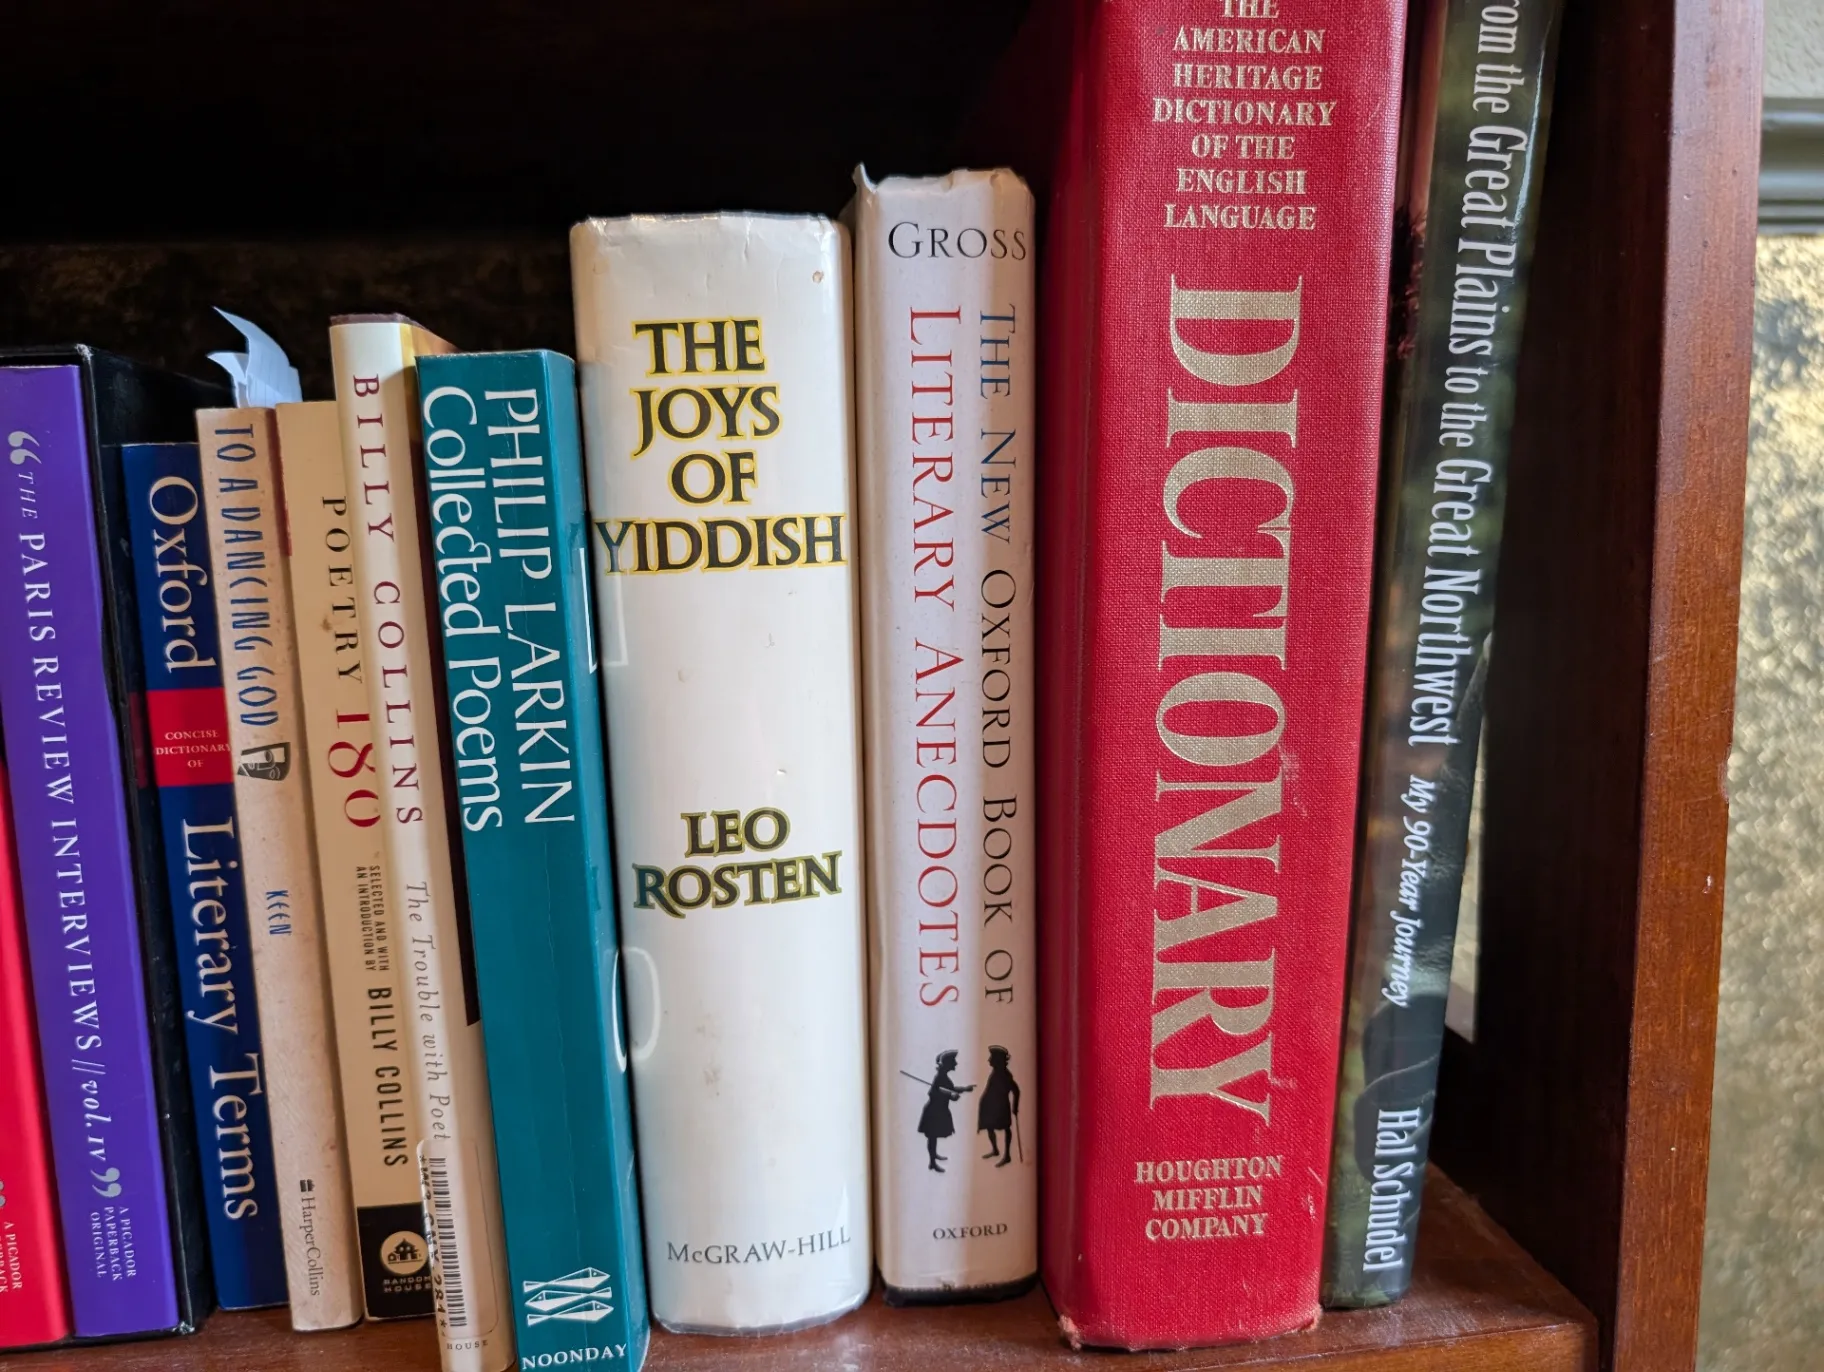 A PICADOR
“THE PARIS REVIEW INTERVIEWS//vol.IV”
A PICADOR
PAPERBACK
ORIGINAL
Oxford
CONCISE
DICTIONARY
OF
Literary Terms
TO A DANCING GOD
KEEN
HarperCollins
POETRY 180
SELECTED AND WITH
AN INTRODUCTION BY
BILLY COLLINS
RANDOM
HOUSE
BILLY COLLINS
The Trouble with Poet
HOUSE
PHILIP LARKIN
Collected Poems
NOONDAY
THE
JOYS
OF
YIDDISH
LEO
ROSTEN
McGRAW-HILL
GROSS
THE NEW OXFORD BOOK OF
LITERARY ANECDOTES
OXFORD
THE
AMERICAN
HERITAGE
DICTIONARY
OF THE
ENGLISH
LANGUAGE
DICTIONARY
HOUGHTON
MIFFLIN
COMPANY
rom the Great Plains to the Great Northwest
My 90-Year Journey
Hal Schudel